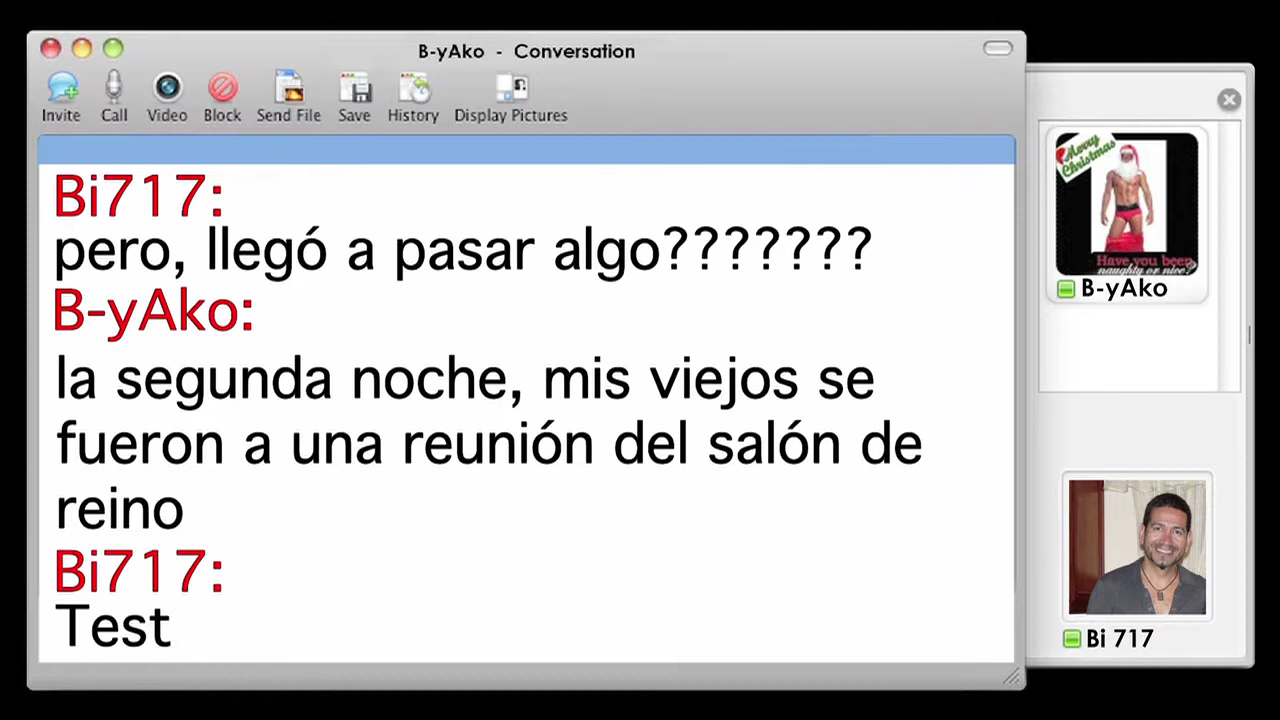 B-yAko - Conversation
Invite Call Video Block Send File Save History Display Pictures
Bi717:
pero, llegó a pasar algo???????
B-yAko:
la segunda noche, mis viejos se
fueron a una reunión del salón de
reino
Bi717:
Test
Merry
Christmas
Have you been
naughty or nice?
B-yAko
Bi 717